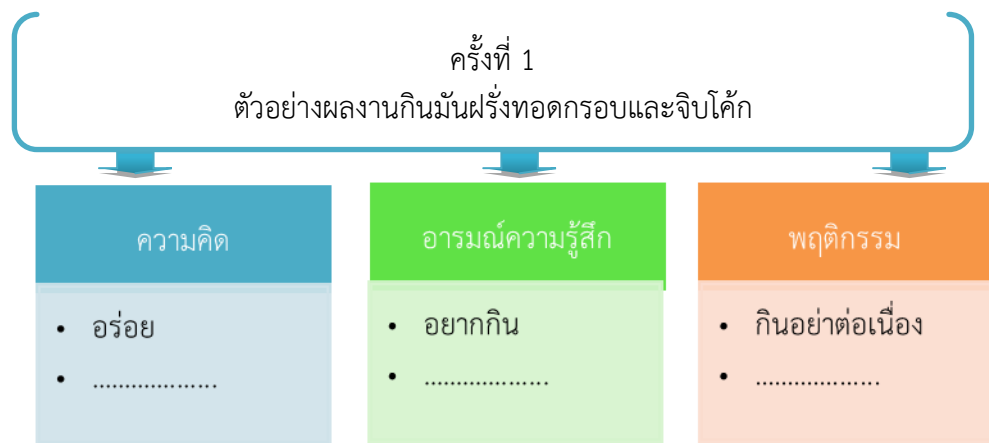 ครั้งที่ 1
ตัวอย่างผลงานกินมันฝรั่งทอดกรอบและจิบโค้ก
ความคิด
• อร่อย
• ...................
อารมณ์ความรู้สึก
• อยากกิน
• ...................
พฤติกรรม
• กินอย่าต่อเนื่อง
• ...................